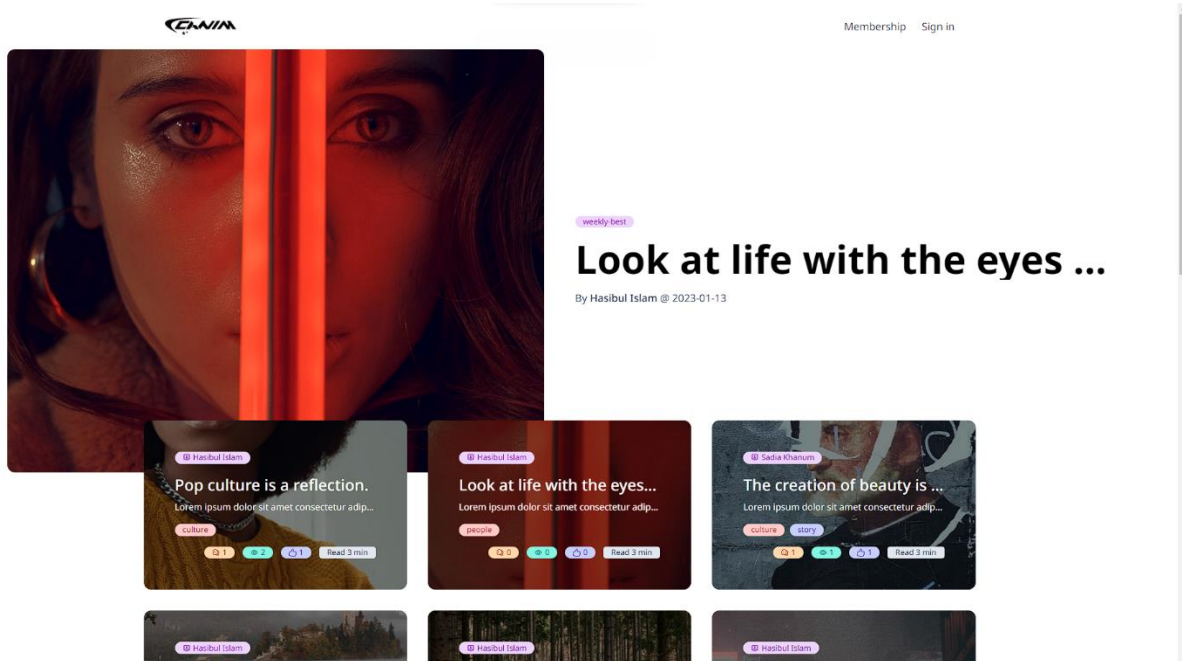 Membership Sign in
weekly-best
Look at life with the eyes ...
By Hasibul Islam @ 2023-01-13
Hasibul Islam
Pop culture is a reflection.
Lorem ipsum dolor sit amet consectetur adip...
culture
1 2 1 Read 3 min
Hasibul Islam
Look at life with the eyes...
Lorem ipsum dolor sit amet consectetur adip...
people
0 0 0 Read 3 min
Sadia Khanum
The creation of beauty is ...
Lorem ipsum dolor sit amet consectetur adip...
culture story
1 1 1 Read 3 min
Hasibul Islam
Hasibul Islam
Hasibul Islam